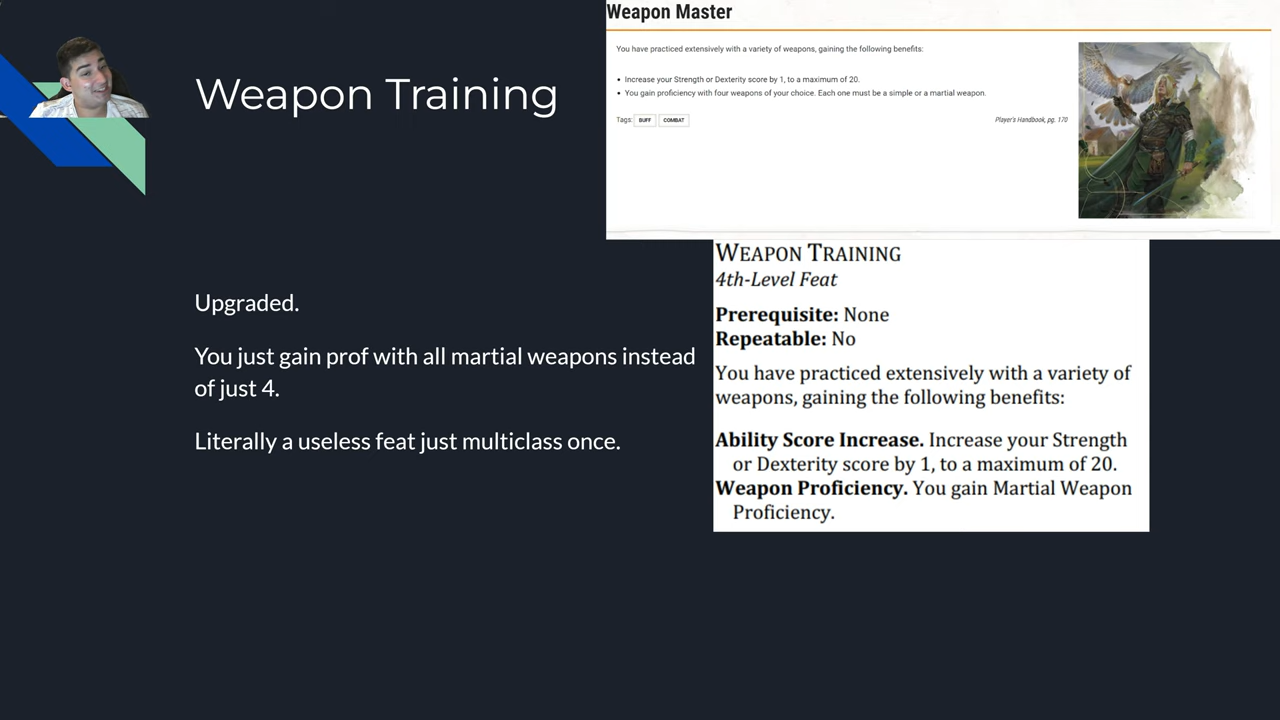 Weapon Training
Upgraded.
You just gain prof with all martial weapons instead
of just 4.
Literally a useless feat just multiclass once.
Weapon Master
You have practiced extensively with a variety of weapons, gaining the following benefits:
• Increase your Strength or Dexterity score by 1, to a maximum of 20.
• You gain proficiency with four weapons of your choice. Each one must be a simple or a martial weapon.
Tags: BUFF COMBAT
Player's Handbook, pg. 170
WEAPON TRAINING
4th-Level Feat
Prerequisite: None
Repeatable: No
You have practiced extensively with a variety of
weapons, gaining the following benefits:
Ability Score Increase. Increase your Strength
or Dexterity score by 1, to a maximum of 20.
Weapon Proficiency. You gain Martial Weapon
Proficiency.